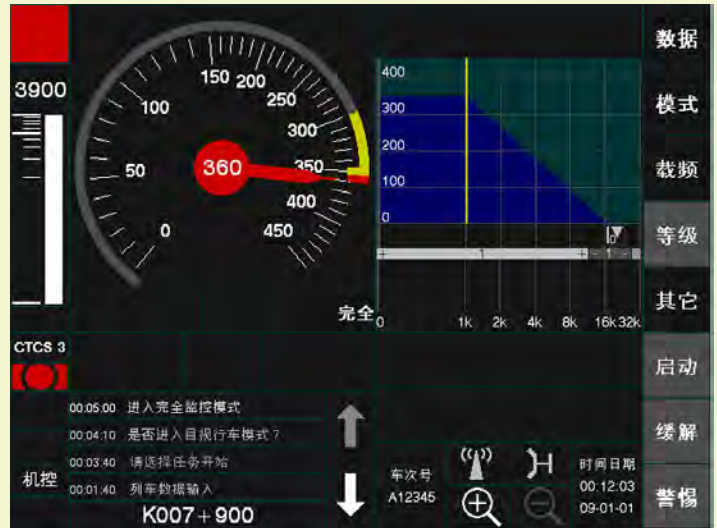 数据
模式
载频
等级
其它
启动
缓解
警惕
3900
0
50
100
150
200
250
300
350
400
450
360
完全
400
300
200
100
0
0
+ 1 + - 1 -
0 1k 2k 4k 8k 16k 32k
CTCS 3
机控
00:05:00 进入完全监控模式
00:04:10 是否进入目视行车模式?
00:03:40 请选择任务开始
00:01:40 列车数据输入
K007+900
车次号
A12345
时间日期
00:12:03
09-01-01